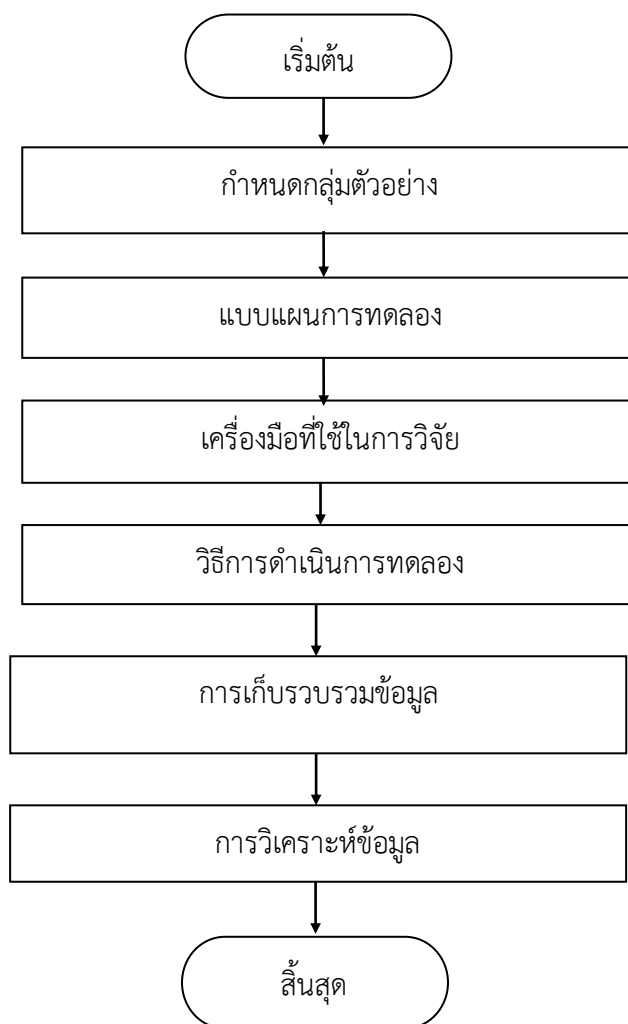 เริ่มต้น
กำหนดกลุ่มตัวอย่าง
แบบแผนการทดลอง
เครื่องมือที่ใช้ในการวิจัย
วิธีการดำเนินการทดลอง
การเก็บรวบรวมข้อมูล
การวิเคราะห์ข้อมูล
สิ้นสุด